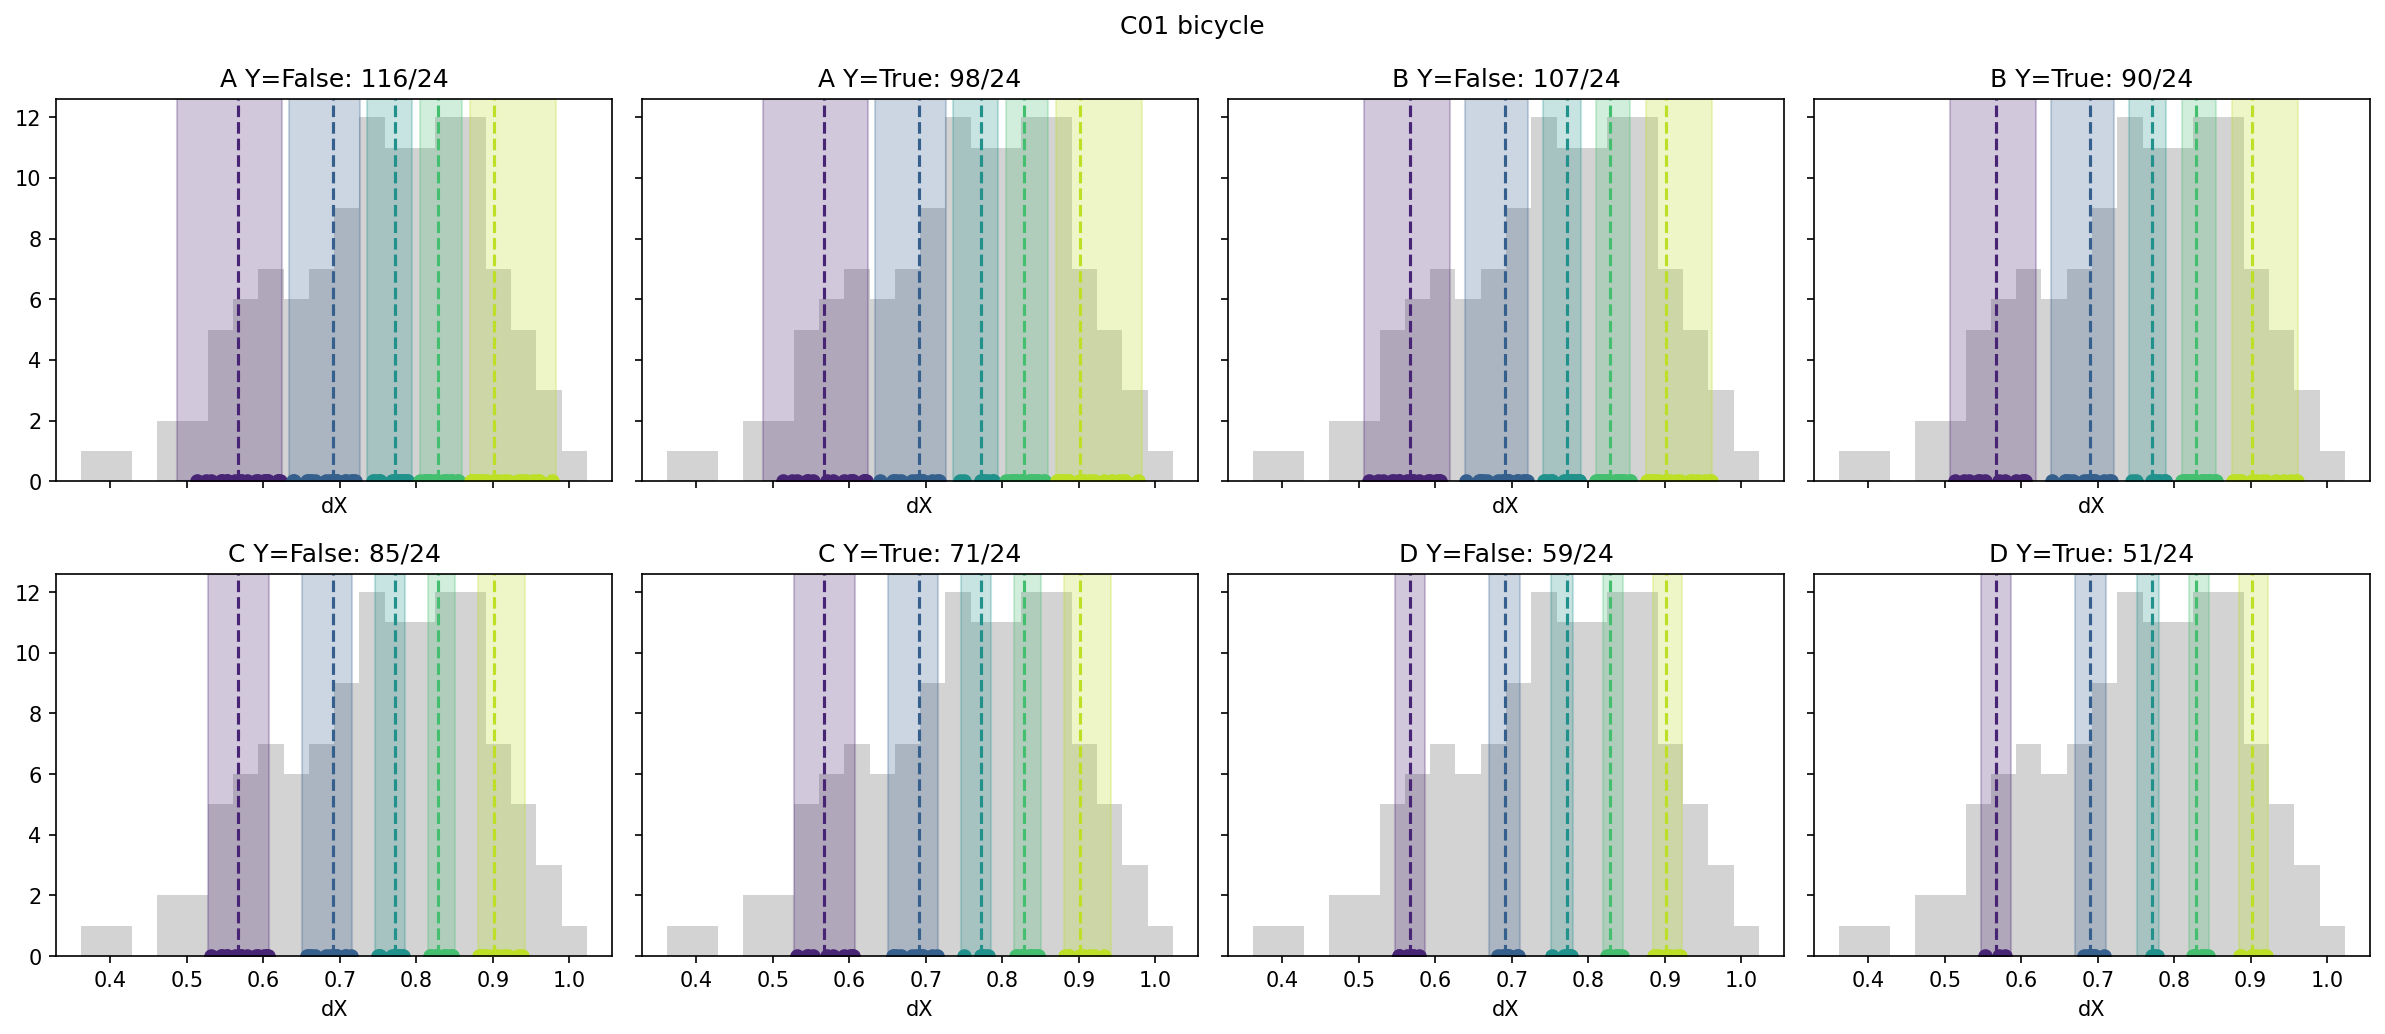 C01 bicycle
A Y=False: 116/24
A Y=True: 98/24
B Y=False: 107/24
B Y=True: 90/24
12
10
8
6
4
2
0
dX
dX
dX
dX
C Y=False: 85/24
C Y=True: 71/24
D Y=False: 59/24
D Y=True: 51/24
12
10
8
6
4
2
0
0.4 0.5 0.6 0.7 0.8 0.9 1.0
0.4 0.5 0.6 0.7 0.8 0.9 1.0
0.4 0.5 0.6 0.7 0.8 0.9 1.0
0.4 0.5 0.6 0.7 0.8 0.9 1.0
dX
dX
dX
dX